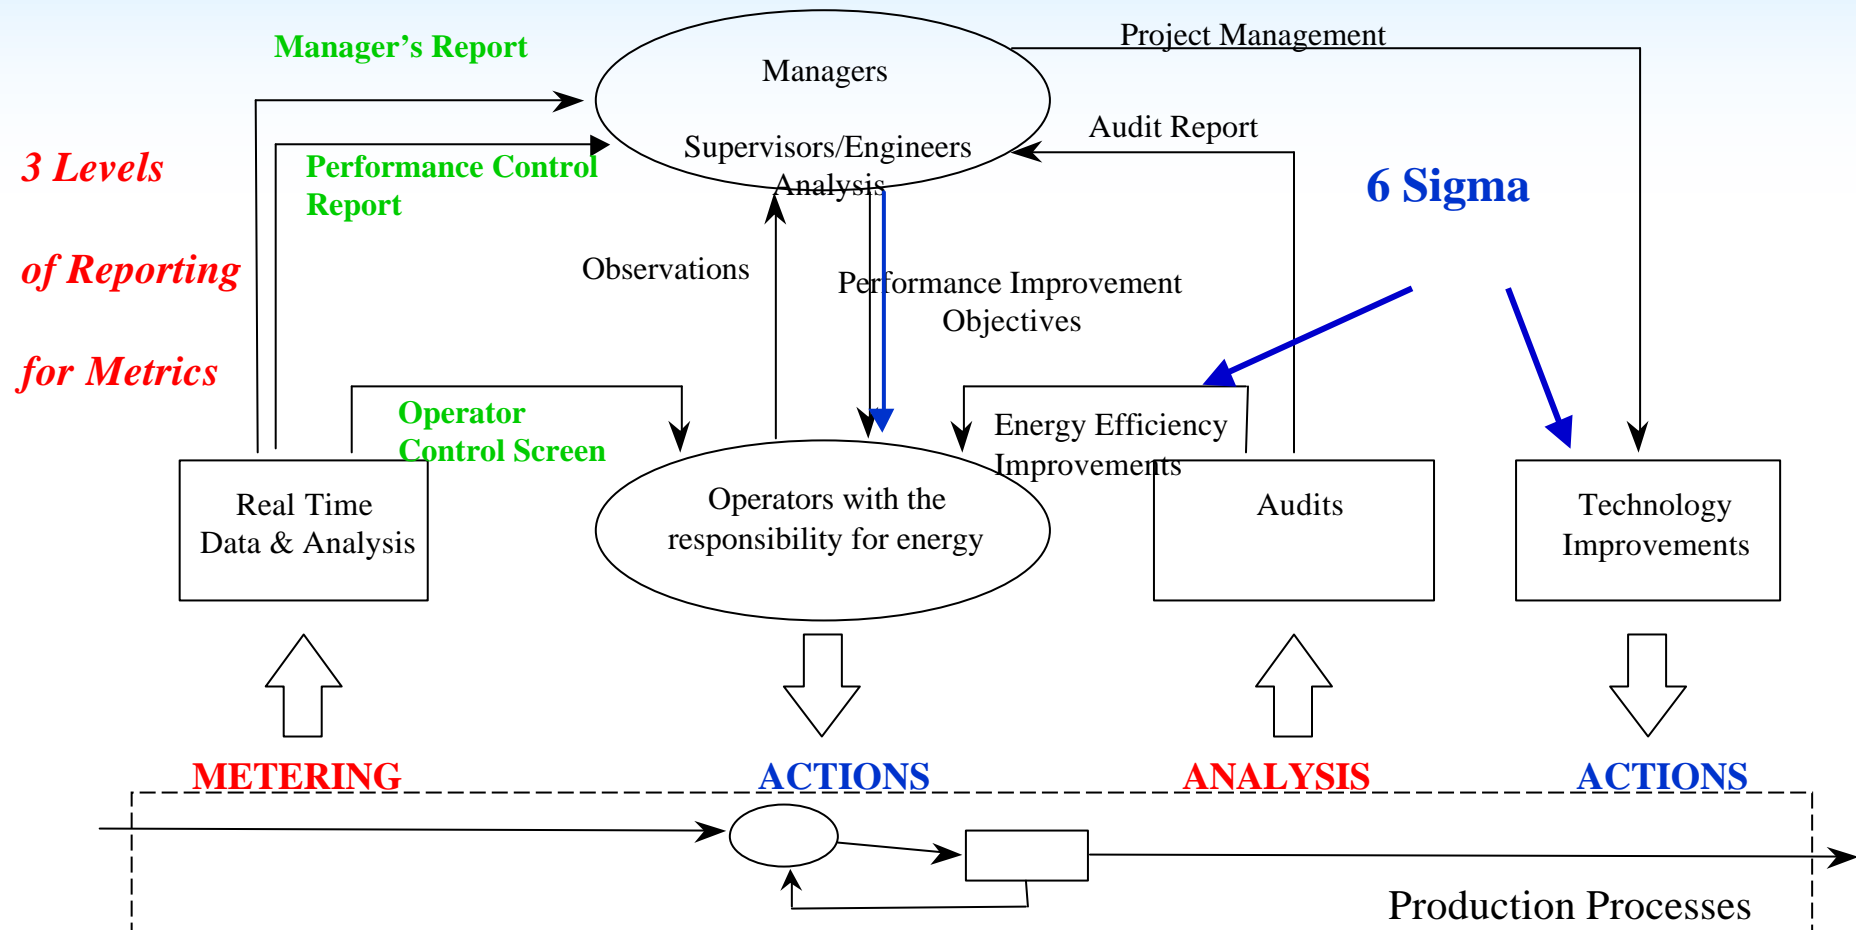 Manager’s Report
Project Management
Managers
Audit Report
Supervisors/Engineers
Analysis
3 Levels
of Reporting
for Metrics
Performance Control
Report
6 Sigma
Observations
Performance Improvement
Objectives
Operator
Control Screen
Energy Efficiency
Improvements
Real Time
Data & Analysis
Operators with the
responsibility for energy
Audits
Technology
Improvements
METERING
ACTIONS
ANALYSIS
ACTIONS
Production Processes